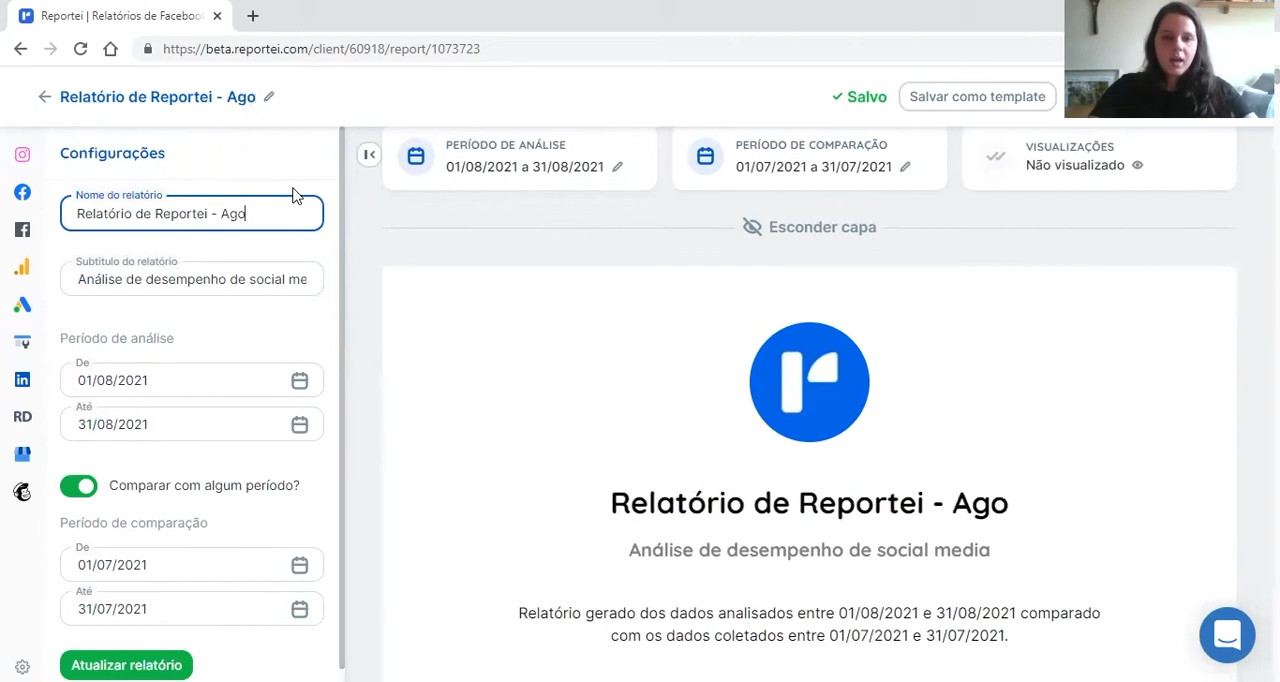 Reportei | Relatórios de Facebook
https://beta.reportei.com/client/60918/report/1073723
Relatório de Reportei - Ago
Salvo
Salvar como template
Configurações
Nome do relatório
Relatório de Reportei - Ago
Subtítulo do relatório
Análise de desempenho de social me
Período de análise
De
01/08/2021
Até
31/08/2021
Comparar com algum período?
Período de comparação
De
01/07/2021
Até
31/07/2021
Atualizar relatório
RD
PERÍODO DE ANÁLISE
01/08/2021 a 31/08/2021
PERÍODO DE COMPARAÇÃO
01/07/2021 a 31/07/2021
VISUALIZAÇÕES
Não visualizado
Esconder capa
Relatório de Reportei - Ago
Análise de desempenho de social media
Relatório gerado dos dados analisados entre 01/08/2021 e 31/08/2021 comparado
com os dados coletados entre 01/07/2021 e 31/07/2021.